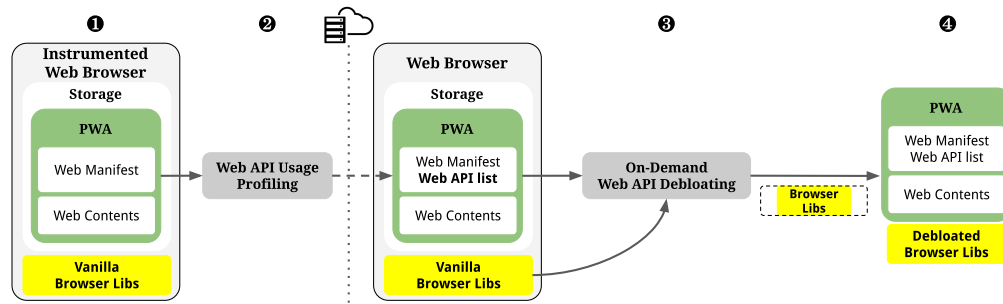 ❶
❷
❸
❹
Instrumented
Web Browser
Storage
PWA
Web Manifest
Web Contents
Vanilla
Browser Libs
Web API Usage
Profiling
Web Browser
Storage
PWA
Web Manifest
Web API list
Web Contents
Vanilla
Browser Libs
On-Demand
Web API Debloating
Browser
Libs
PWA
Web Manifest
Web API list
Web Contents
Debloated
Browser Libs